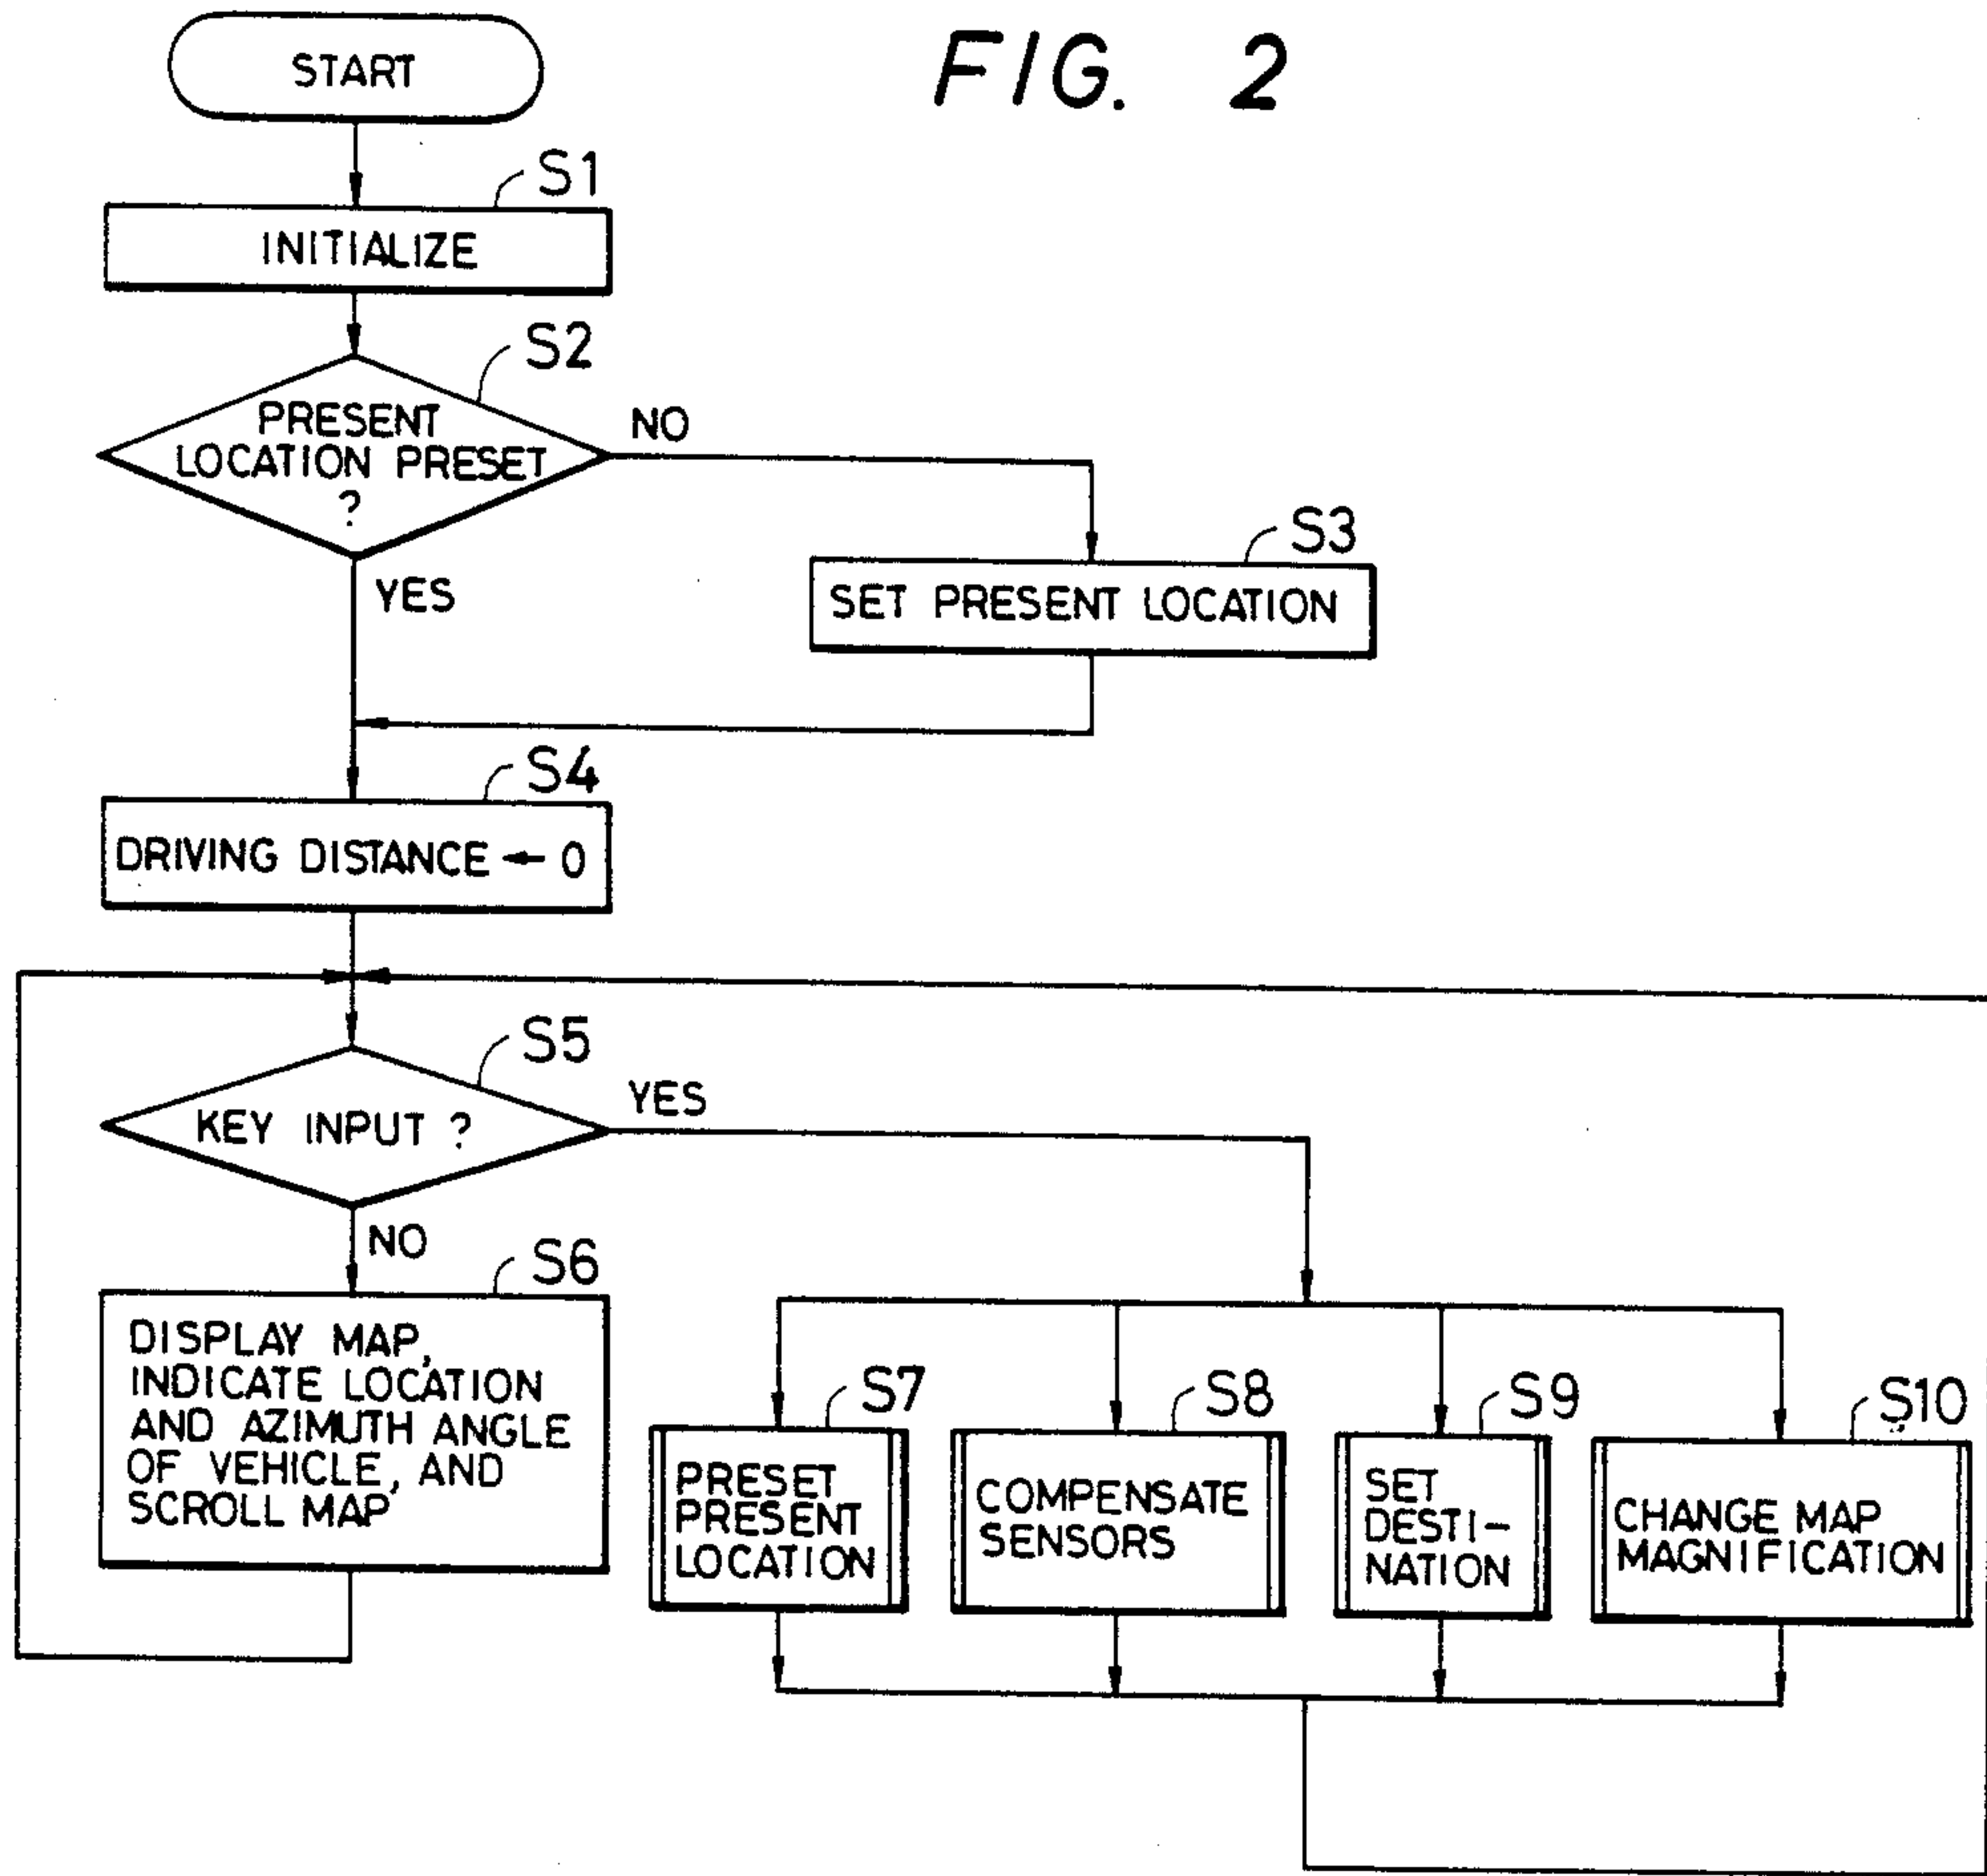 FIG. 2
START
S1
INITIALIZE
S2
PRESENT
LOCATION PRESET
?
NO
YES
S3
SET PRESENT LOCATION
S4
DRIVING DISTANCE ← 0
S5
KEY INPUT ?
YES
NO
S6
DISPLAY MAP,
INDICATE LOCATION
AND AZIMUTH ANGLE
OF VEHICLE, AND
SCROLL MAP
S7
PRESET
PRESENT
LOCATION
S8
COMPENSATE
SENSORS
S9
SET
DESTI-
NATION
S10
CHANGE MAP
MAGNIFICATION